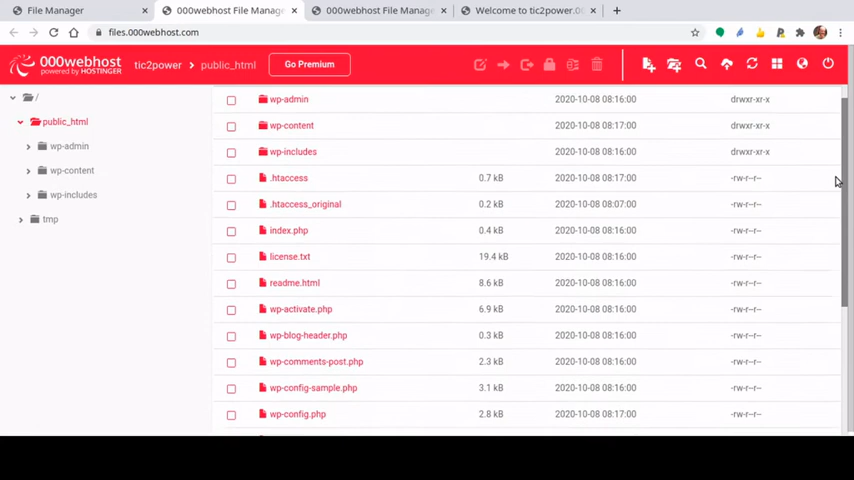 File Manager
000webhost File Manag
000webhost File Manag
Welcome to tic2power.0
files.000webhost.com
000webhost
powered by HOSTINGER
tic2power > public_html
Go Premium
/
public_html
wp-admin
wp-content
wp-includes
tmp
wp-admin 2020-10-08 08:16:00 drwxr-xr-x
wp-content 2020-10-08 08:17:00 drwxr-xr-x
wp-includes 2020-10-08 08:16:00 drwxr-xr-x
.htaccess 0.7 kB 2020-10-08 08:17:00 -rw-r--r--
.htaccess_original 0.2 kB 2020-10-08 08:07:00 -rw-r--r--
index.php 0.4 kB 2020-10-08 08:16:00 -rw-r--r--
license.txt 19.4 kB 2020-10-08 08:16:00 -rw-r--r--
readme.html 8.6 kB 2020-10-08 08:16:00 -rw-r--r--
wp-activate.php 6.9 kB 2020-10-08 08:16:00 -rw-r--r--
wp-blog-header.php 0.3 kB 2020-10-08 08:16:00 -rw-r--r--
wp-comments-post.php 2.3 kB 2020-10-08 08:16:00 -rw-r--r--
wp-config-sample.php 3.1 kB 2020-10-08 08:16:00 -rw-r--r--
wp-config.php 2.8 kB 2020-10-08 08:17:00 -rw-r--r--